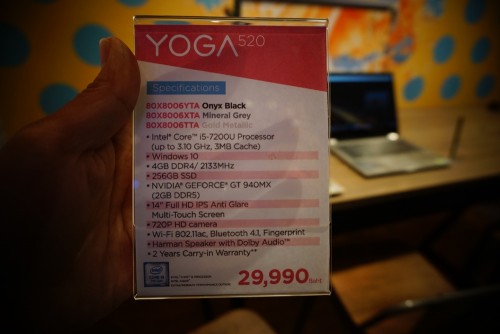 YOGA 520
Specifications
80X8006YTA Onyx Black
80X8006XTA Mineral Grey
80X8006TTA Gold Metallic
• Intel® Core™ i5-7200U Processor
(up to 3.10 GHz, 3MB Cache)
• Windows 10
• 4GB DDR4/ 2133MHz
• 256GB SSD
• NVIDIA® GEFORCE® GT 940MX
(2GB DDR5)
• 14" Full HD IPS Anti Glare
Multi-Touch Screen
• 720P HD camera
• Wi-Fi 802.11ac, Bluetooth 4.1, Fingerprint
• Harman Speaker with Dolby Audio™
• 2 Years Carry-in Warranty**
29,990 Baht